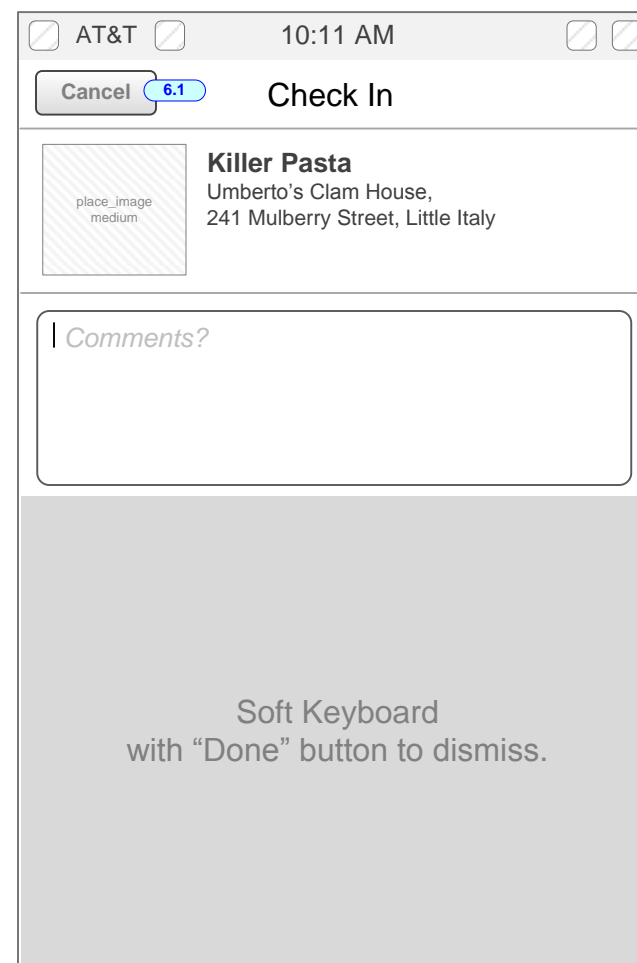 AT&T 10:11 AM
Cancel 6.1 Check In
place_image
medium
Killer Pasta
Umberto’s Clam House,
241 Mulberry Street, Little Italy
Comments?
Soft Keyboard
with “Done” button to dismiss.